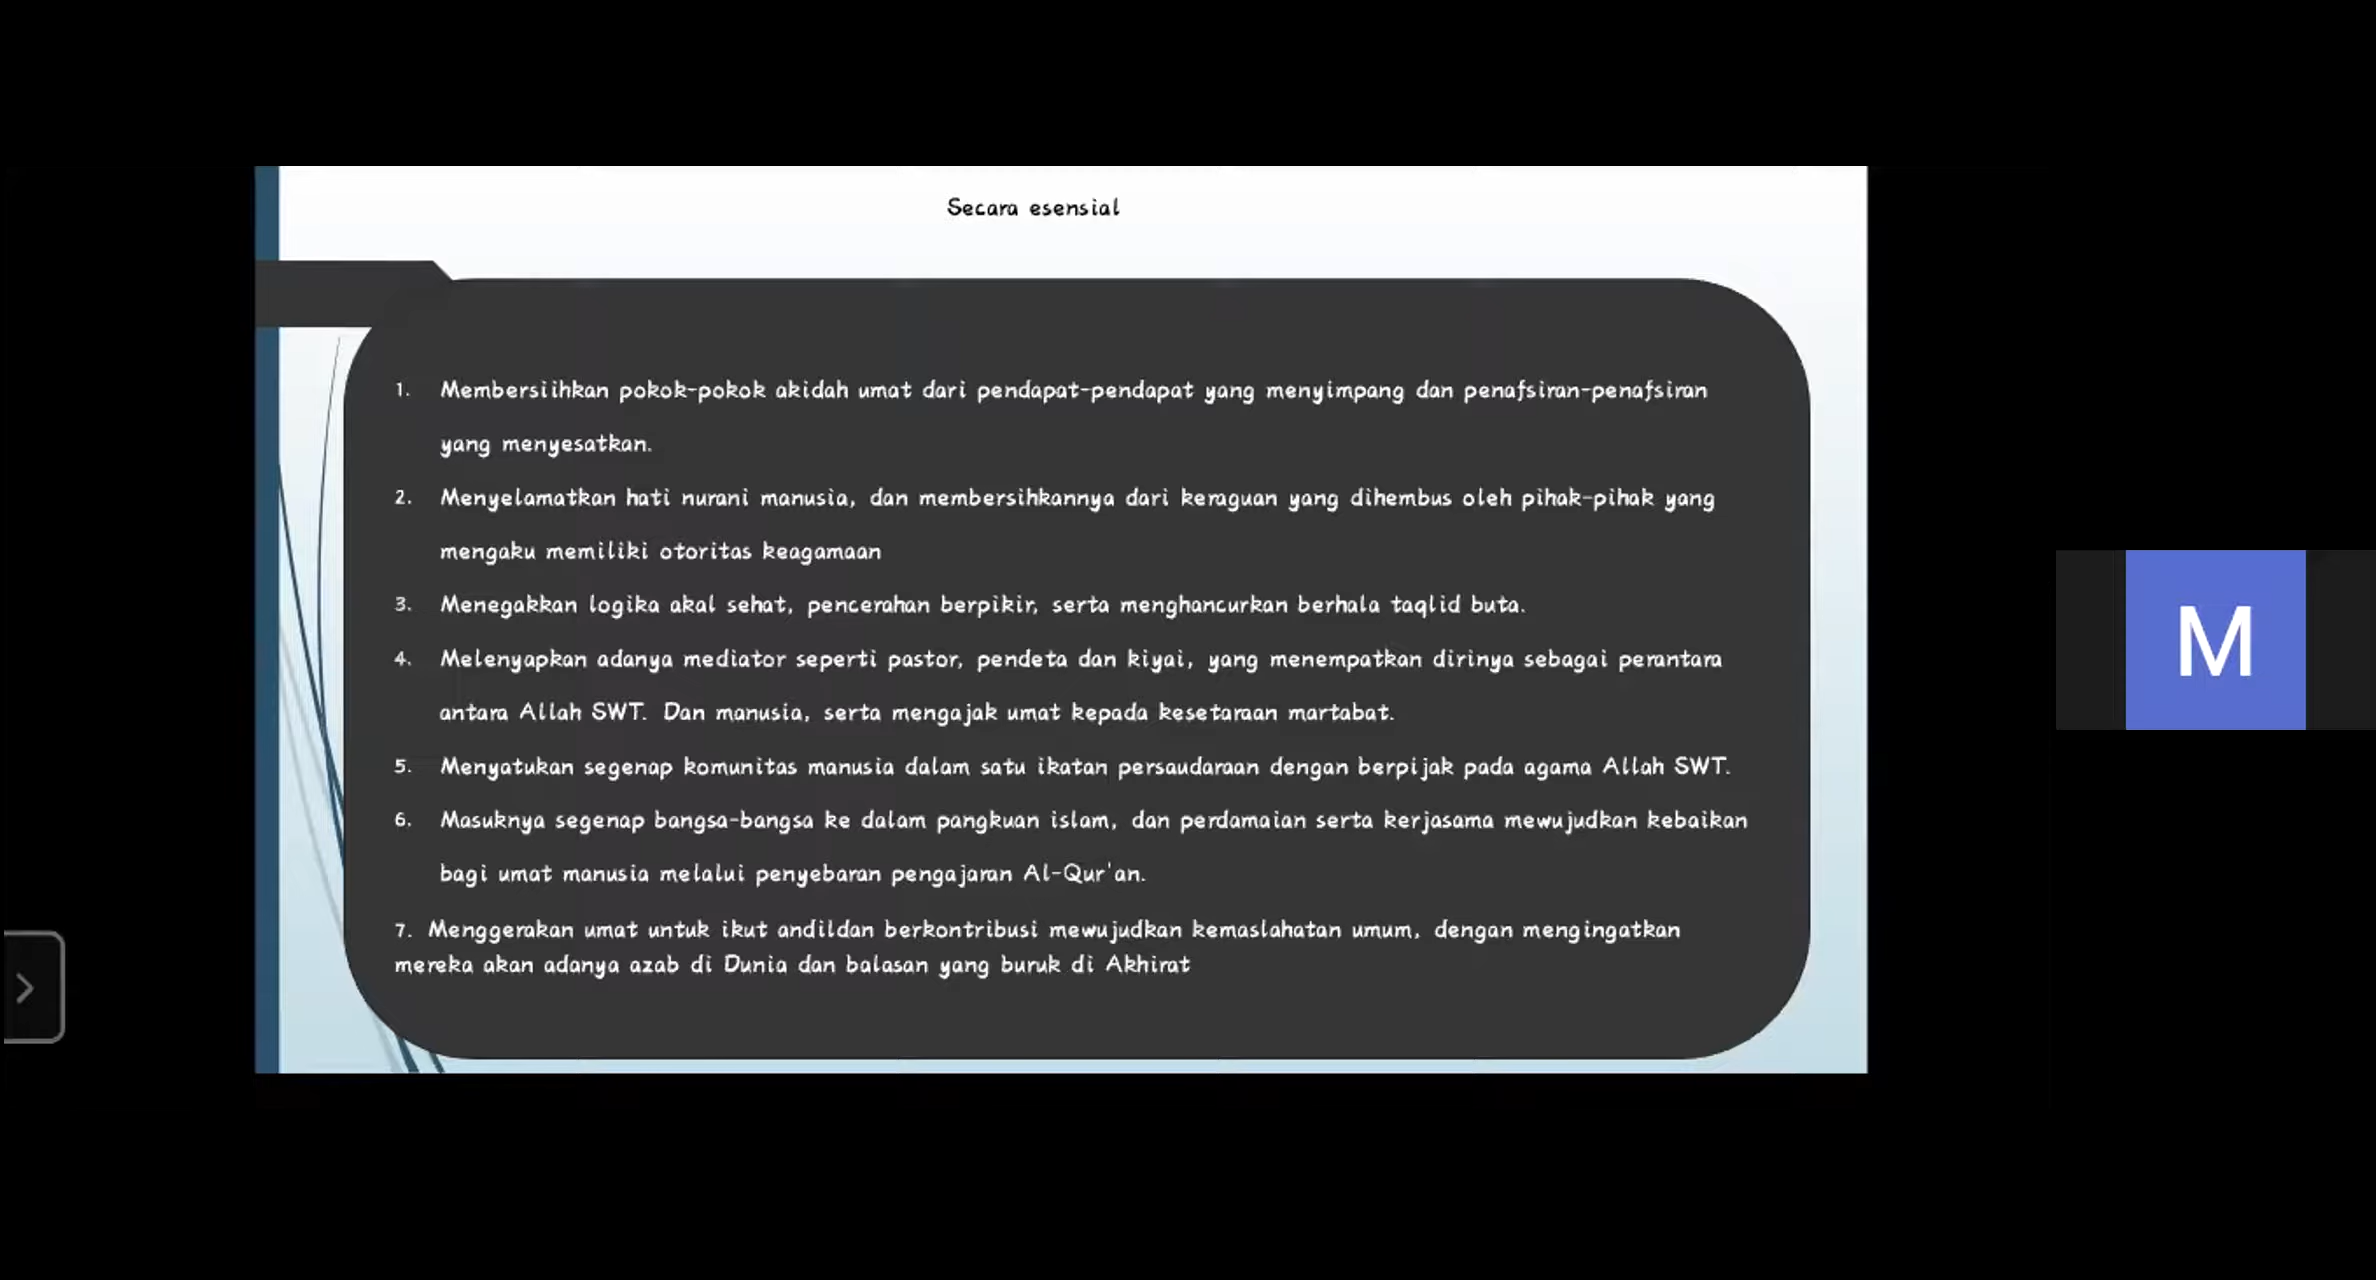 Secara esensial
1. Membersiihkan pokok-pokok akidah umat dari pendapat-pendapat yang menyimpang dan penafsiran-penafsiran
yang menyesatkan.
2. Menyelamatkan hati nurani manusia, dan membersihkannya dari keraguan yang dihembus oleh pihak-pihak yang
mengaku memiliki otoritas keagamaan
3. Menegakkan logika akal sehat, pencerahan berpikir, serta menghancurkan berhala taqlid buta.
4. Melenyapkan adanya mediator seperti pastor, pendeta dan kiyai, yang menempatkan dirinya sebagai perantara
antara Allah SWT. Dan manusia, serta mengajak umat kepada kesetaraan martabat.
5. Menyatukan segenap komunitas manusia dalam satu ikatan persaudaraan dengan berpijak pada agama Allah SWT.
6. Masuknya segenap bangsa-bangsa ke dalam pangkuan islam, dan perdamaian serta kerjasama mewujudkan kebaikan
bagi umat manusia melalui penyebaran pengajaran Al-Qur'an.
7. Menggerakan umat untuk ikut andildan berkontribusi mewujudkan kemaslahatan umum, dengan mengingatkan
mereka akan adanya azab di Dunia dan balasan yang buruk di Akhirat
M